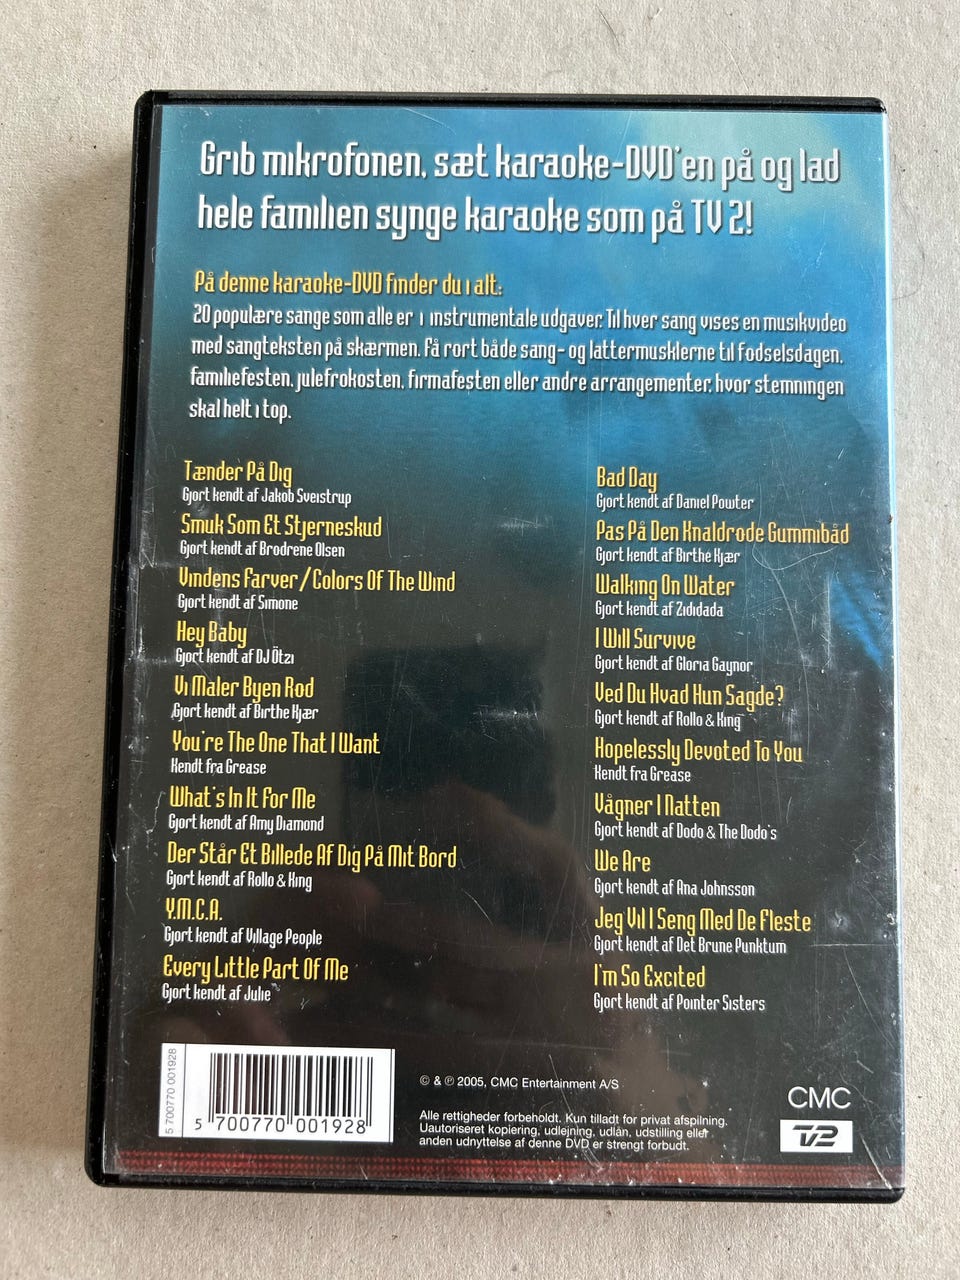 Grib mikrofonen, sæt karaoke-DVD'en på og lad
hele familien synge karaoke som på TV 2!
På denne karaoke-DVD finder du i alt:
20 populære sange som alle er i instrumentale udgaver. Til hver sang vises en musikvideo
med sangteksten på skærmen. Få rørt både sang- og lattermusklerne til fødselsdagen,
familiefesten, julefrokosten, firmafesten eller andre arrangementer, hvor stemningen
skal helt i top.
Tænder På Dig
Gjort kendt af Jakob Sveistrup
Smuk Som Et Stjerneskud
Gjort kendt af Brødrene Olsen
Vindens Farver/Colors Of The Wind
Gjort kendt af Simone
Hey Baby
Gjort kendt af DJ Ötzi
Vi Maler Byen Rød
Gjort kendt af Birthe Kjær
You're The One That I Want
Kendt fra Grease
What's In It For Me
Gjort kendt af Amy Diamond
Der Står Et Billede Af Dig På Mit Bord
Gjort kendt af Rollo & King
Y.M.C.A.
Gjort kendt af Village People
Every Little Part Of Me
Gjort kendt af Julie
Bad Day
Gjort kendt af Daniel Powter
Pas På Den Knaldrøde Gummibåd
Gjort kendt af Birthe Kjær
Walking On Water
Gjort kendt af Zididada
I Will Survive
Gjort kendt af Gloria Gaynor
Ved Du Hvad Hun Sagde?
Gjort kendt af Rollo & King
Hopelessly Devoted To You
Kendt fra Grease
Vågner I Natten
Gjort kendt af Dodo & The Dodo's
We Are
Gjort kendt af Ana Johnsson
Jeg Vil I Seng Med De Fleste
Gjort kendt af Det Brune Punktum
I'm So Excited
Gjort kendt af Pointer Sisters
5 700770 001928
5 700770 001928
© & ℗ 2005, CMC Entertainment A/S
Alle rettigheder forbeholdt. Kun tilladt for privat afspilning.
Uautoriseret kopiering, udlejning, udlån, udstilling eller
anden udnyttelse af denne DVD er strengt forbudt.
CMC
TV2